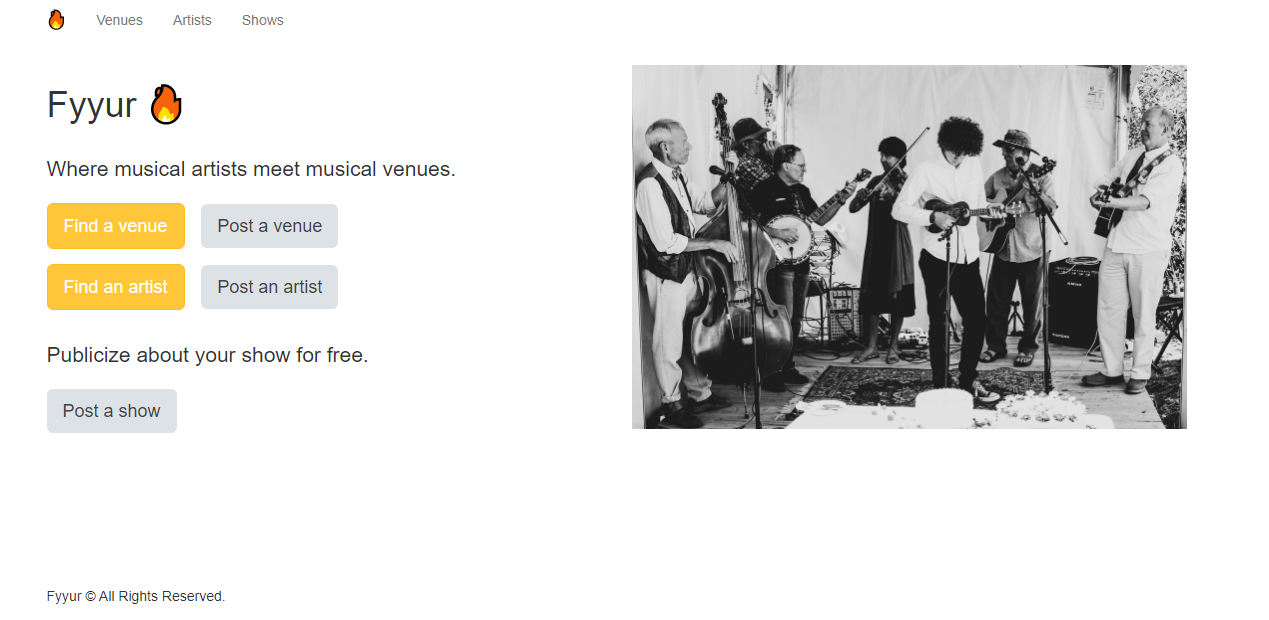 Venues Artists Shows
Fyyur
Where musical artists meet musical venues.
Find a venue Post a venue
Find an artist Post an artist
Publicize about your show for free.
Post a show
Fyyur © All Rights Reserved.